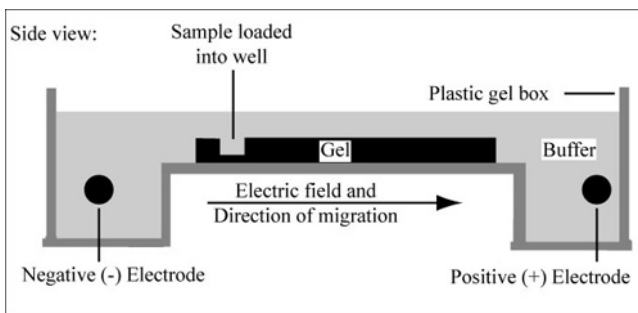 Side view:
Sample loaded
into well
Plastic gel box
Gel
Buffer
Electric field and
Direction of migration
Negative (-) Electrode
Positive (+) Electrode